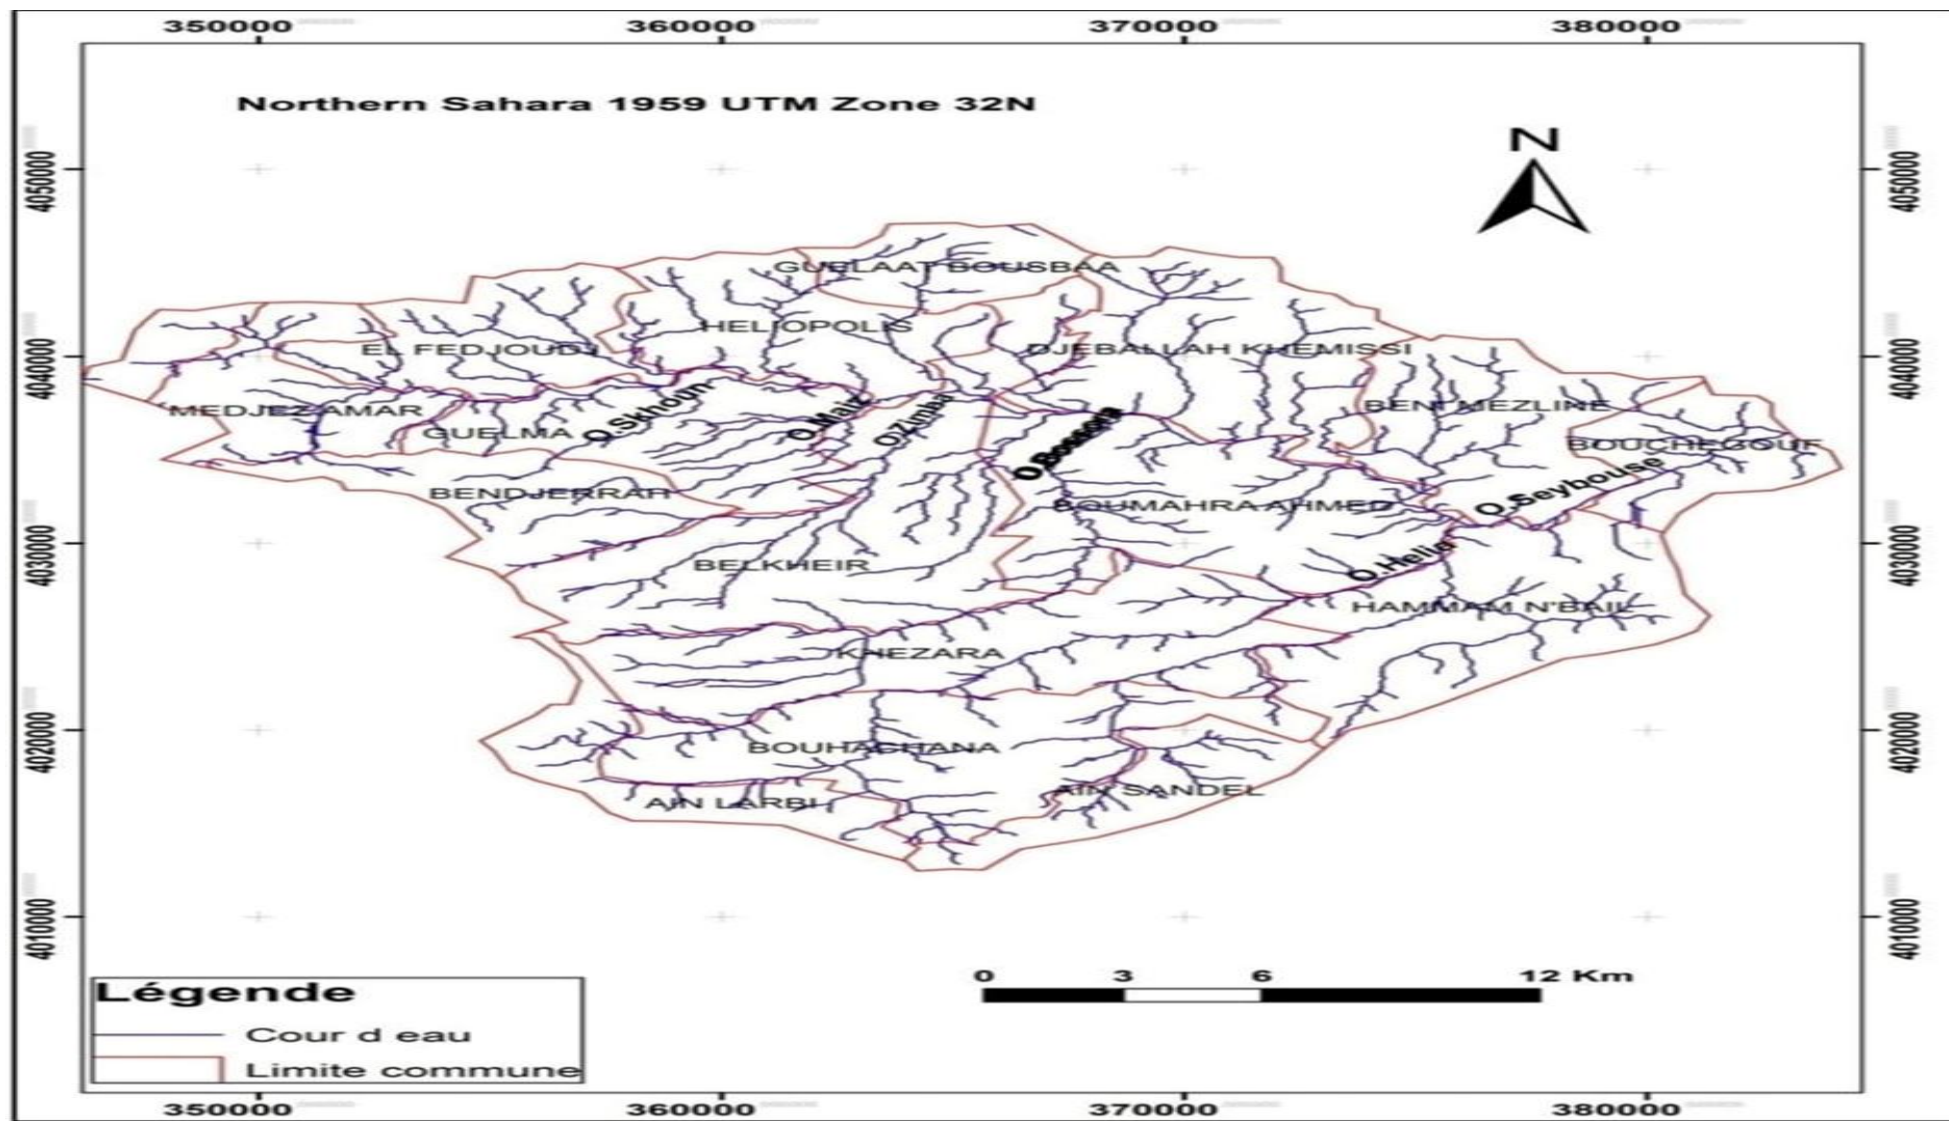 350000 360000 370000 380000
Northern Sahara 1959 UTM Zone 32N
N
4050000 4050000
GUELAAT BOUSBAA
HELIOPOLIS
EL FEDJOUDJ
DJEBALLAH KHEMISSI
4040000 4040000
MEDJEZ AMAR
GUELMA
O.Skhoun
O.Maiz
O.Zimba
BENI MEZLINE
BOUCHEGOUF
BENDJERRAH
BOUMAHRA AHMED
O.Seybouse
4030000 4030000
BELKHEIR
O.Helia
HAMMAM N'BAIL
KHEZARA
4020000 4020000
BOUHACHANA
AIN LARBI
AIN SANDEL
4010000 4010000
0 3 6 12 Km
Légende
Cour d eau
Limite commune
350000 360000 370000 380000